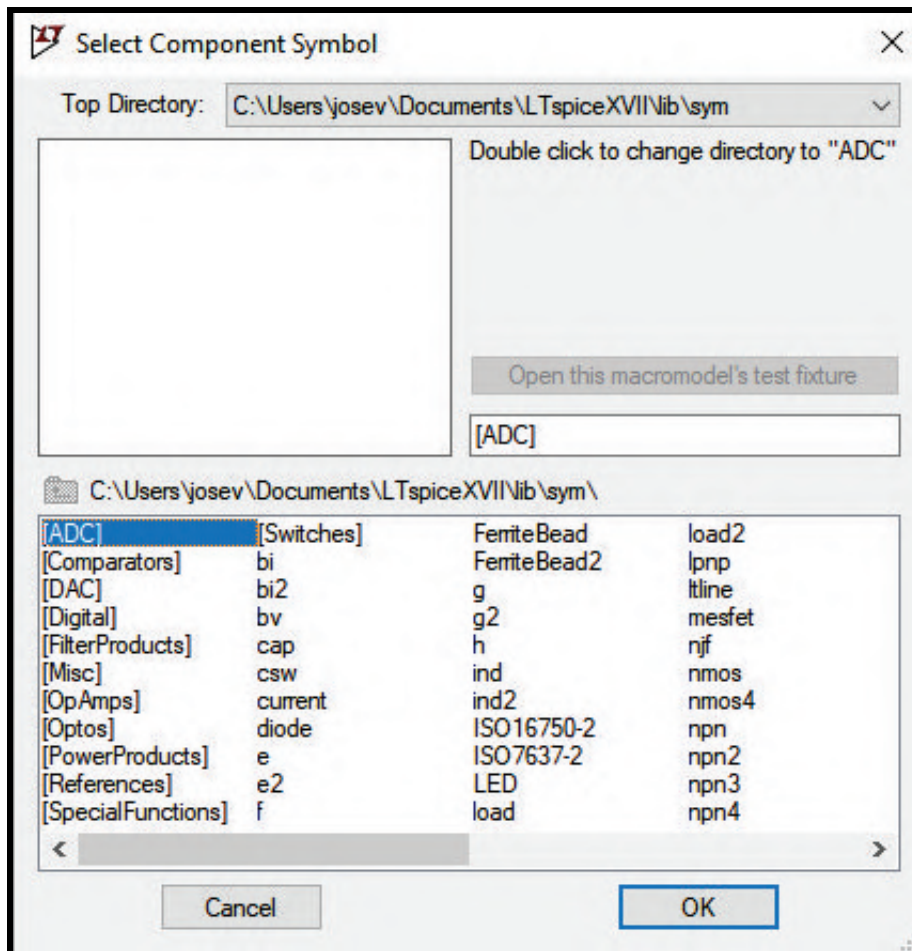 Select Component Symbol
Top Directory: C:\Users\josev\Documents\LTspiceXVII\lib\sym
Double click to change directory to "ADC"
Open this macromodel's test fixture
[ADC]
C:\Users\josev\Documents\LTspiceXVII\lib\sym\
[ADC] [Switches] FerriteBead load2
[Comparators] bi FerriteBead2 lpnp
[DAC] bi2 g ltline
[Digital] bv g2 mesfet
[FilterProducts] cap h njf
[Misc] csw ind nmos
[OpAmps] current ind2 nmos4
[Optos] diode ISO16750-2 npn
[PowerProducts] e ISO7637-2 npn2
[References] e2 LED npn3
[SpecialFunctions] f load npn4
Cancel OK